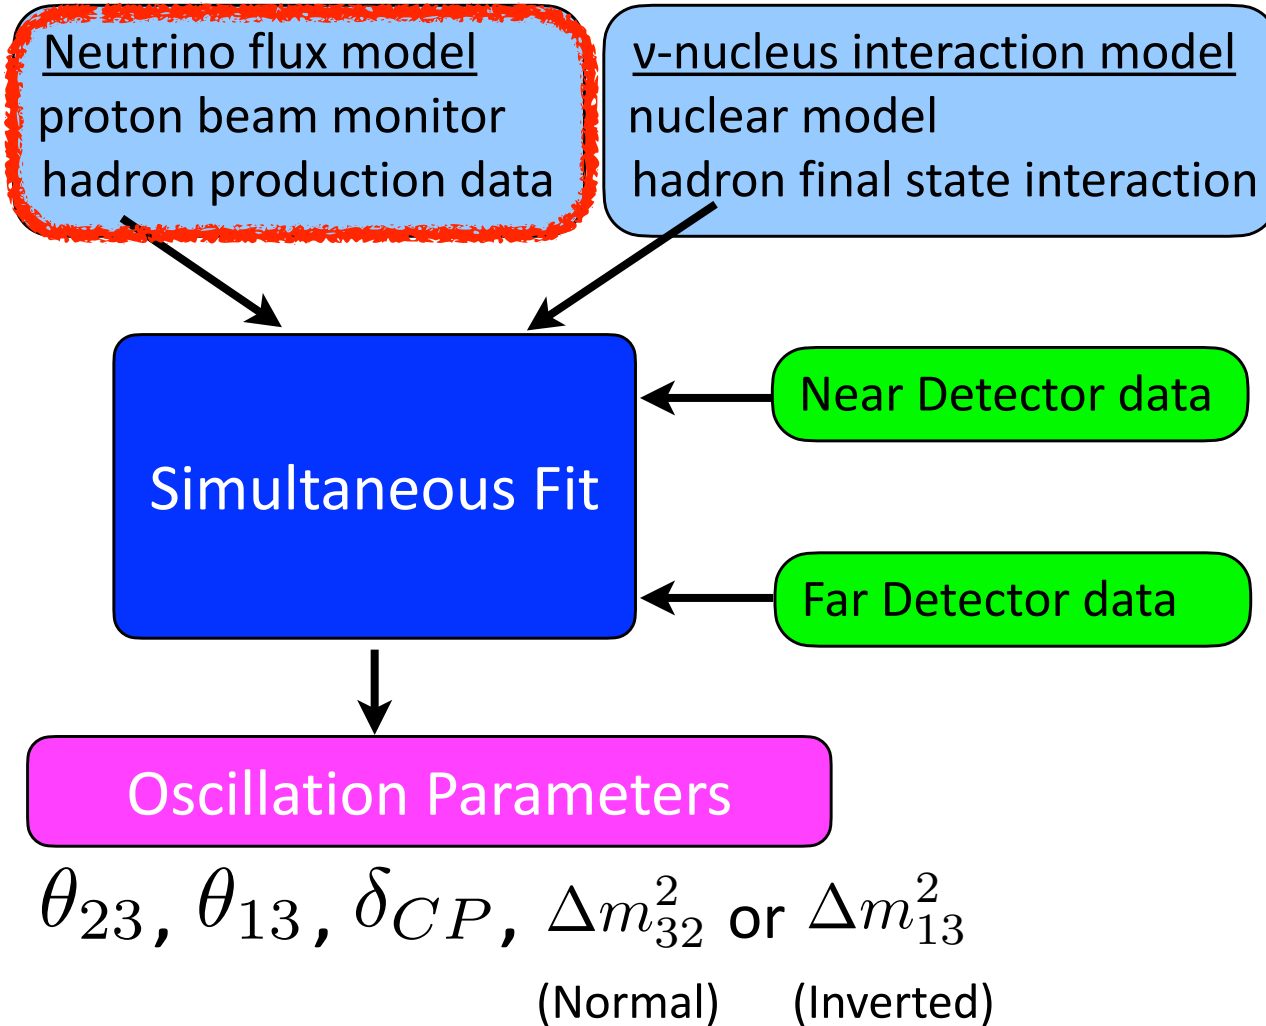 Neutrino flux model
proton beam monitor
hadron production data
ν-nucleus interaction model
nuclear model
hadron final state interaction
Near Detector data
Simultaneous Fit
Far Detector data
Oscillation Parameters
θ₂₃, θ₁₃, δ_CP, Δm²₃₂ or Δm²₁₃
(Normal) (Inverted)